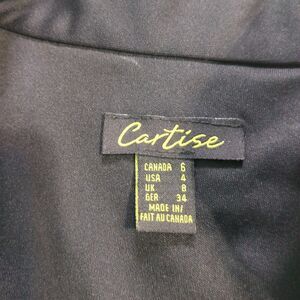 Cartise
CANADA 6
USA 4
UK 8
GER 34
MADE IN/
FAIT AU CANADA